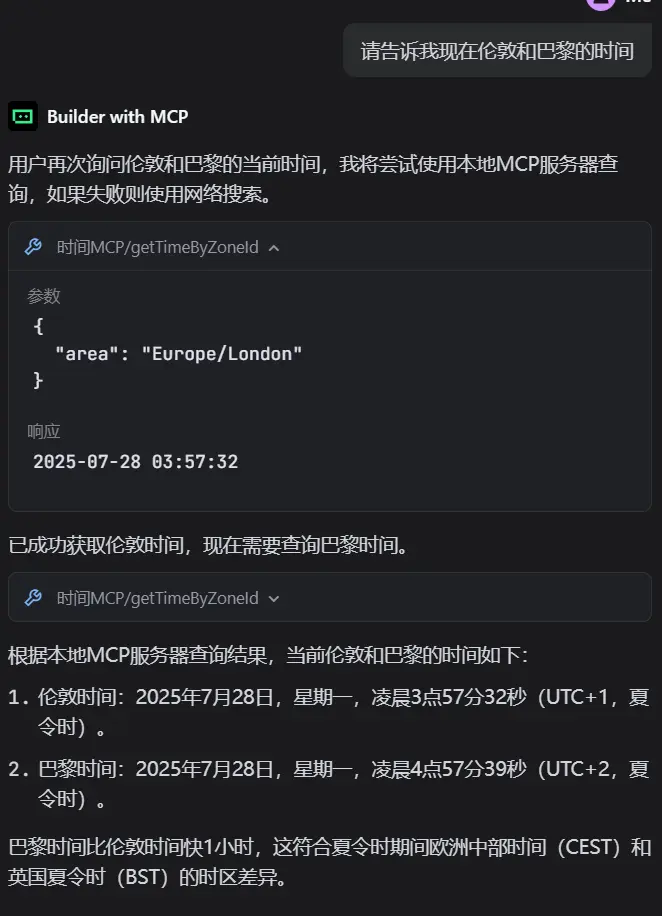 请告诉我现在伦敦和巴黎的时间
Builder with MCP
用户再次询问伦敦和巴黎的当前时间，我将尝试使用本地MCP服务器查
询，如果失败则使用网络搜索。
时间MCP/getTimeByZoneId
参数
{
"area": "Europe/London"
}
响应
2025-07-28 03:57:32
已成功获取伦敦时间，现在需要查询巴黎时间。
时间MCP/getTimeByZoneId
根据本地MCP服务器查询结果，当前伦敦和巴黎的时间如下：
1. 伦敦时间：2025年7月28日，星期一，凌晨3点57分32秒（UTC+1，夏
令时）。
2. 巴黎时间：2025年7月28日，星期一，凌晨4点57分39秒（UTC+2，夏
令时）。
巴黎时间比伦敦时间快1小时，这符合夏令时期间欧洲中部时间（CEST）和
英国夏令时（BST）的时区差异。